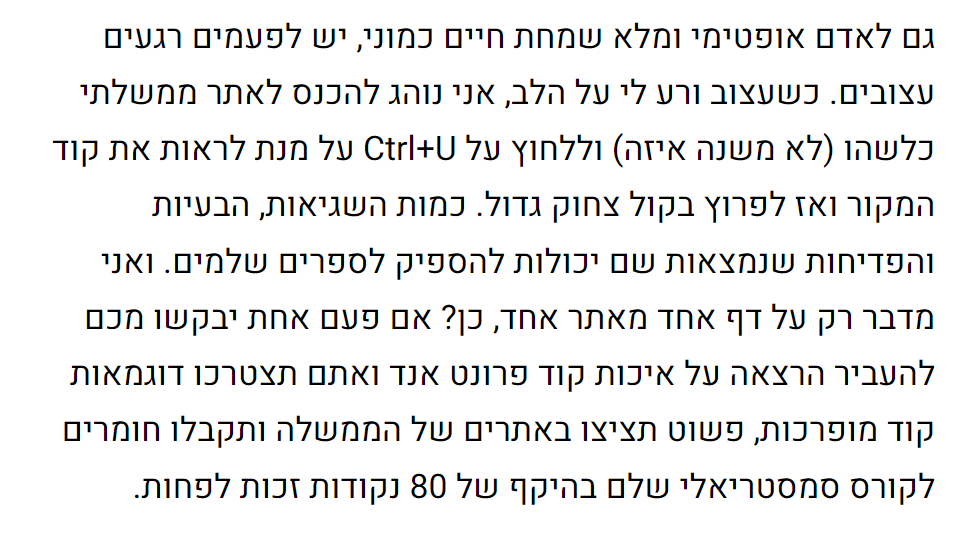 גם לאדם אופטימי ומלא שמחת חיים כמוני, יש לפעמים רגעים
עצובים. כשעצוב ורע לי על הלב, אני נוהג להכנס לאתר ממשלתי
כלשהו (לא משנה איזה) וללחוץ על Ctrl+U על מנת לראות את קוד
המקור ואז לפרוץ בקול צחוק גדול. כמות השגיאות, הבעיות
והפדיחות שנמצאות שם יכולות להספיק לספרים שלמים. ואני
מדבר רק על דף אחד מאתר אחד, כן? אם פעם אחת יבקשו מכם
להעביר הרצאה על איכות קוד פרונט אנד ואתם תצטרכו דוגמאות
קוד מופרכות, פשוט תציצו באתרים של הממשלה ותקבלו חומרים
לקורס סמסטריאלי שלם בהיקף של 80 נקודות זכות לפחות.